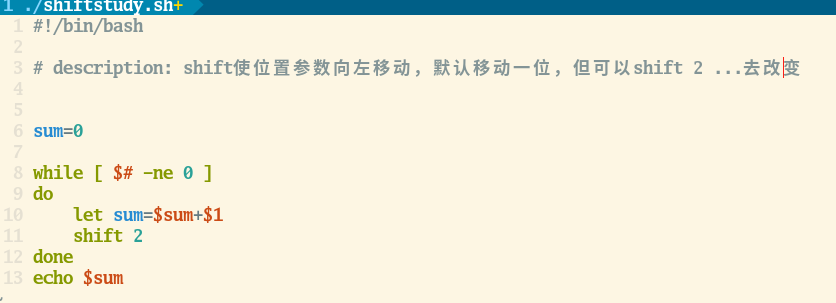 1 ./shiftstudy.sh+
1 #!/bin/bash
2
3 # description: shift使位置参数向左移动，默认移动一位，但可以shift 2 ...去改变
4
5
6 sum=0
7
8 while [ $# -ne 0 ]
9 do
10     let sum=$sum+$1
11     shift 2
12 done
13 echo $sum